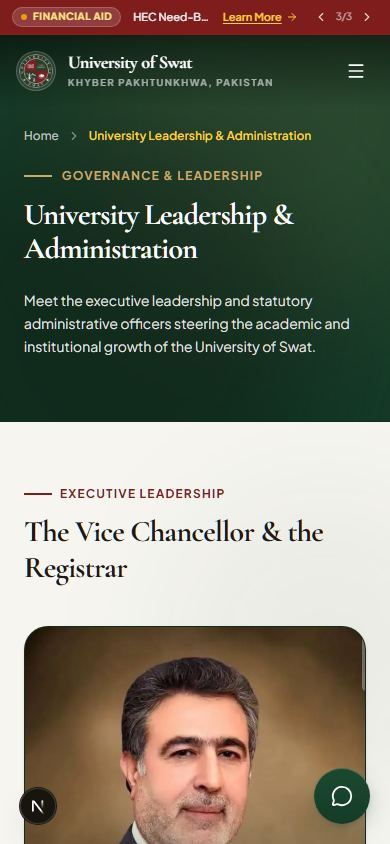 FINANCIAL AID HEC Need-B... Learn More → 3/3
University of Swat
KHYBER PAKHTUNKHWA, PAKISTAN
Home > University Leadership & Administration
GOVERNANCE & LEADERSHIP
University Leadership &
Administration
Meet the executive leadership and statutory
administrative officers steering the academic and
institutional growth of the University of Swat.
EXECUTIVE LEADERSHIP
The Vice Chancellor & the
Registrar
N